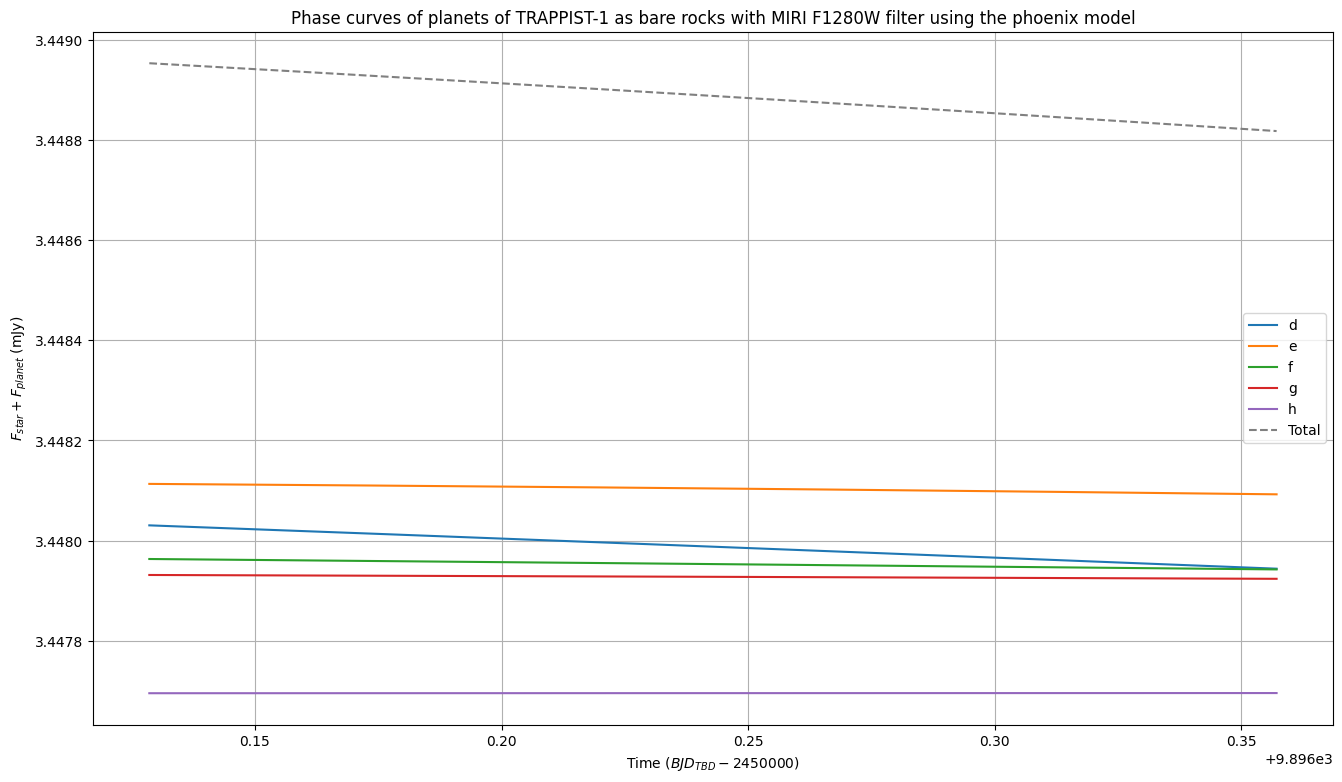 Phase curves of planets of TRAPPIST-1 as bare rocks with MIRI F1280W filter using the phoenix model
3.4490
3.4488
3.4486
3.4484
3.4482
3.4480
3.4478
F_{star} + F_{planet} (mJy)
d
e
f
g
h
Total
0.15
0.20
0.25
0.30
0.35
+9.896e3
Time (BJD_{TBD} − 2450000)